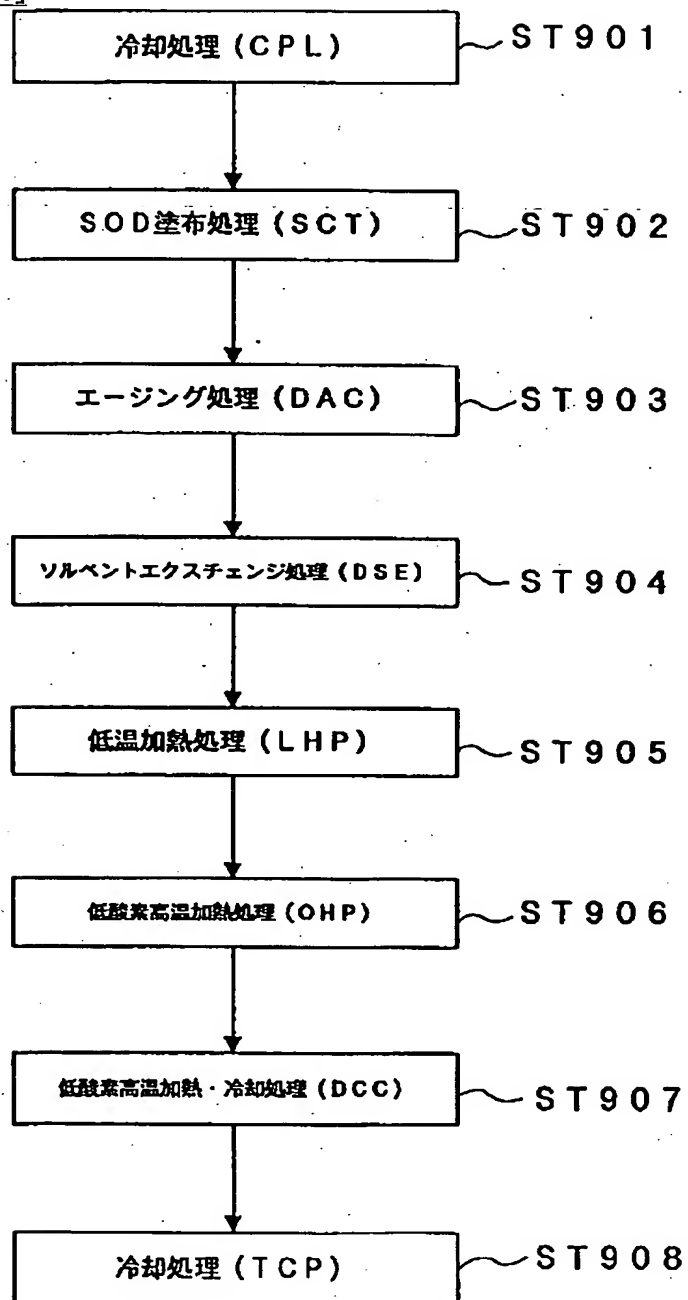 冷却処理(CPL) ST901
SOD塗布処理(SCT) ST902
エージング処理(DAC) ST903
ソルベントエクスチェンジ処理(DSE) ST904
低温加熱処理(LHP) ST905
低酸素高温加熱処理(OHP) ST906
低酸素高温加熱・冷却処理(DCC) ST907
冷却処理(TCP) ST908